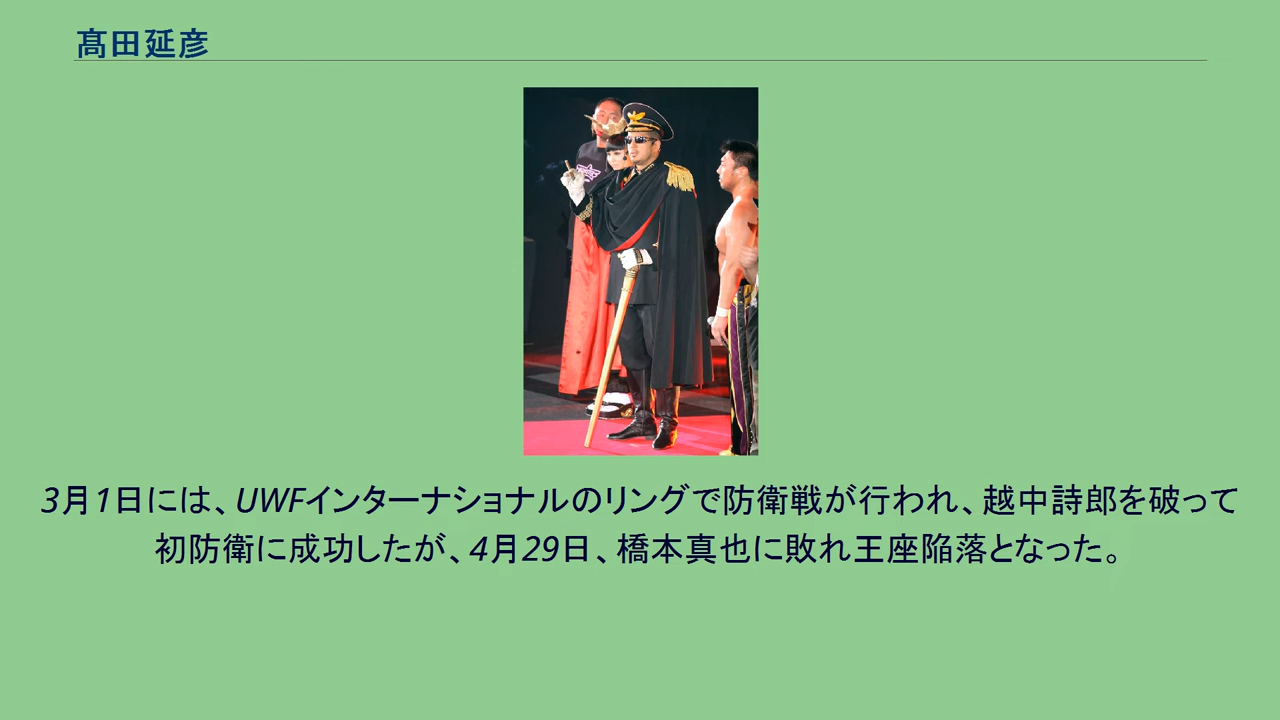 髙田延彦
3月1日には、UWFインターナショナルのリングで防衛戦が行われ、越中詩郎を破って
初防衛に成功したが、4月29日、橋本真也に敗れ王座陥落となった。